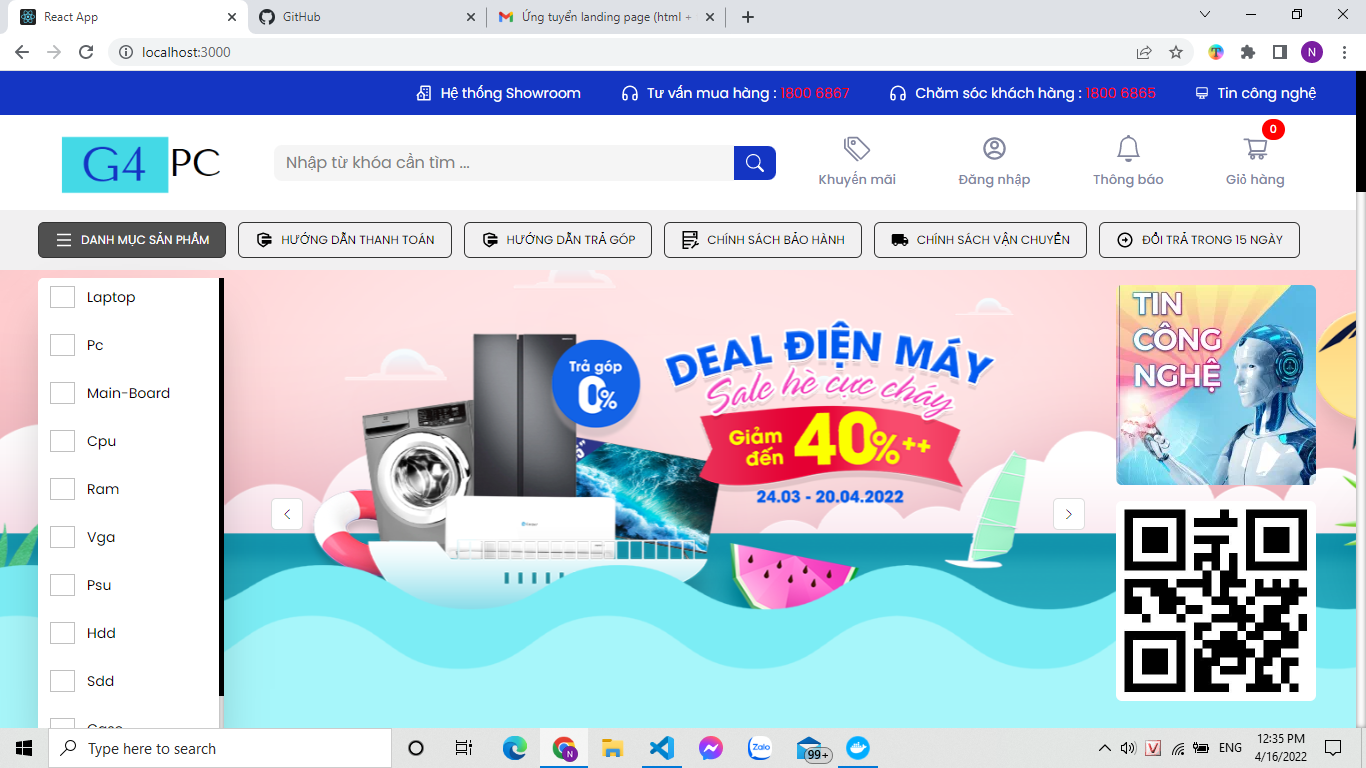 React App
GitHub
Ứng tuyển landing page (html +
localhost:3000
N
Hệ thống Showroom
Tư vấn mua hàng : 1800 6867
Chăm sóc khách hàng : 1800 6865
Tin công nghệ
G4 PC
Nhập từ khóa cần tìm ...
Khuyến mãi
Đăng nhập
Thông báo
0
Giỏ hàng
DANH MỤC SẢN PHẨM
HƯỚNG DẪN THANH TOÁN
HƯỚNG DẪN TRẢ GÓP
CHÍNH SÁCH BẢO HÀNH
CHÍNH SÁCH VẬN CHUYỂN
ĐỔI TRẢ TRONG 15 NGÀY
Laptop
Pc
Main-Board
Cpu
Ram
Vga
Psu
Hdd
Sdd
Trả góp
0%
DEAL ĐIỆN MÁY
Sale hè cực cháy
Giảm đến 40%++
24.03 - 20.04.2022
TIN
CÔNG
NGHỆ
Type here to search
N
Zalo
99+
V
ENG
12:35 PM
4/16/2022